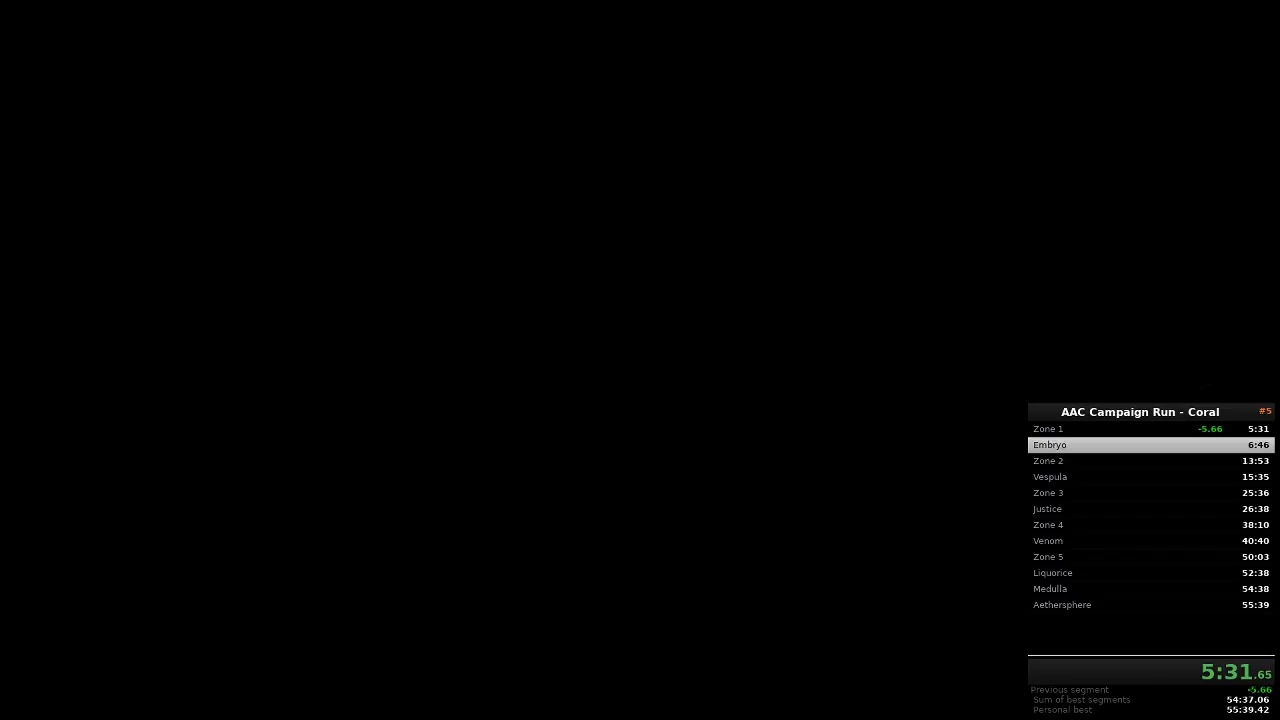 AAC Campaign Run - Coral #5
Zone 1 -5.66 5:31
Embryo 6:46
Zone 2 13:53
Vespula 15:35
Zone 3 25:36
Justice 26:38
Zone 4 38:10
Venom 40:40
Zone 5 50:03
Liquorice 52:38
Medulla 54:38
Aethersphere 55:39
5:31.65
Previous segment -5.66
Sum of best segments 54:37.06
Personal best 55:39.42